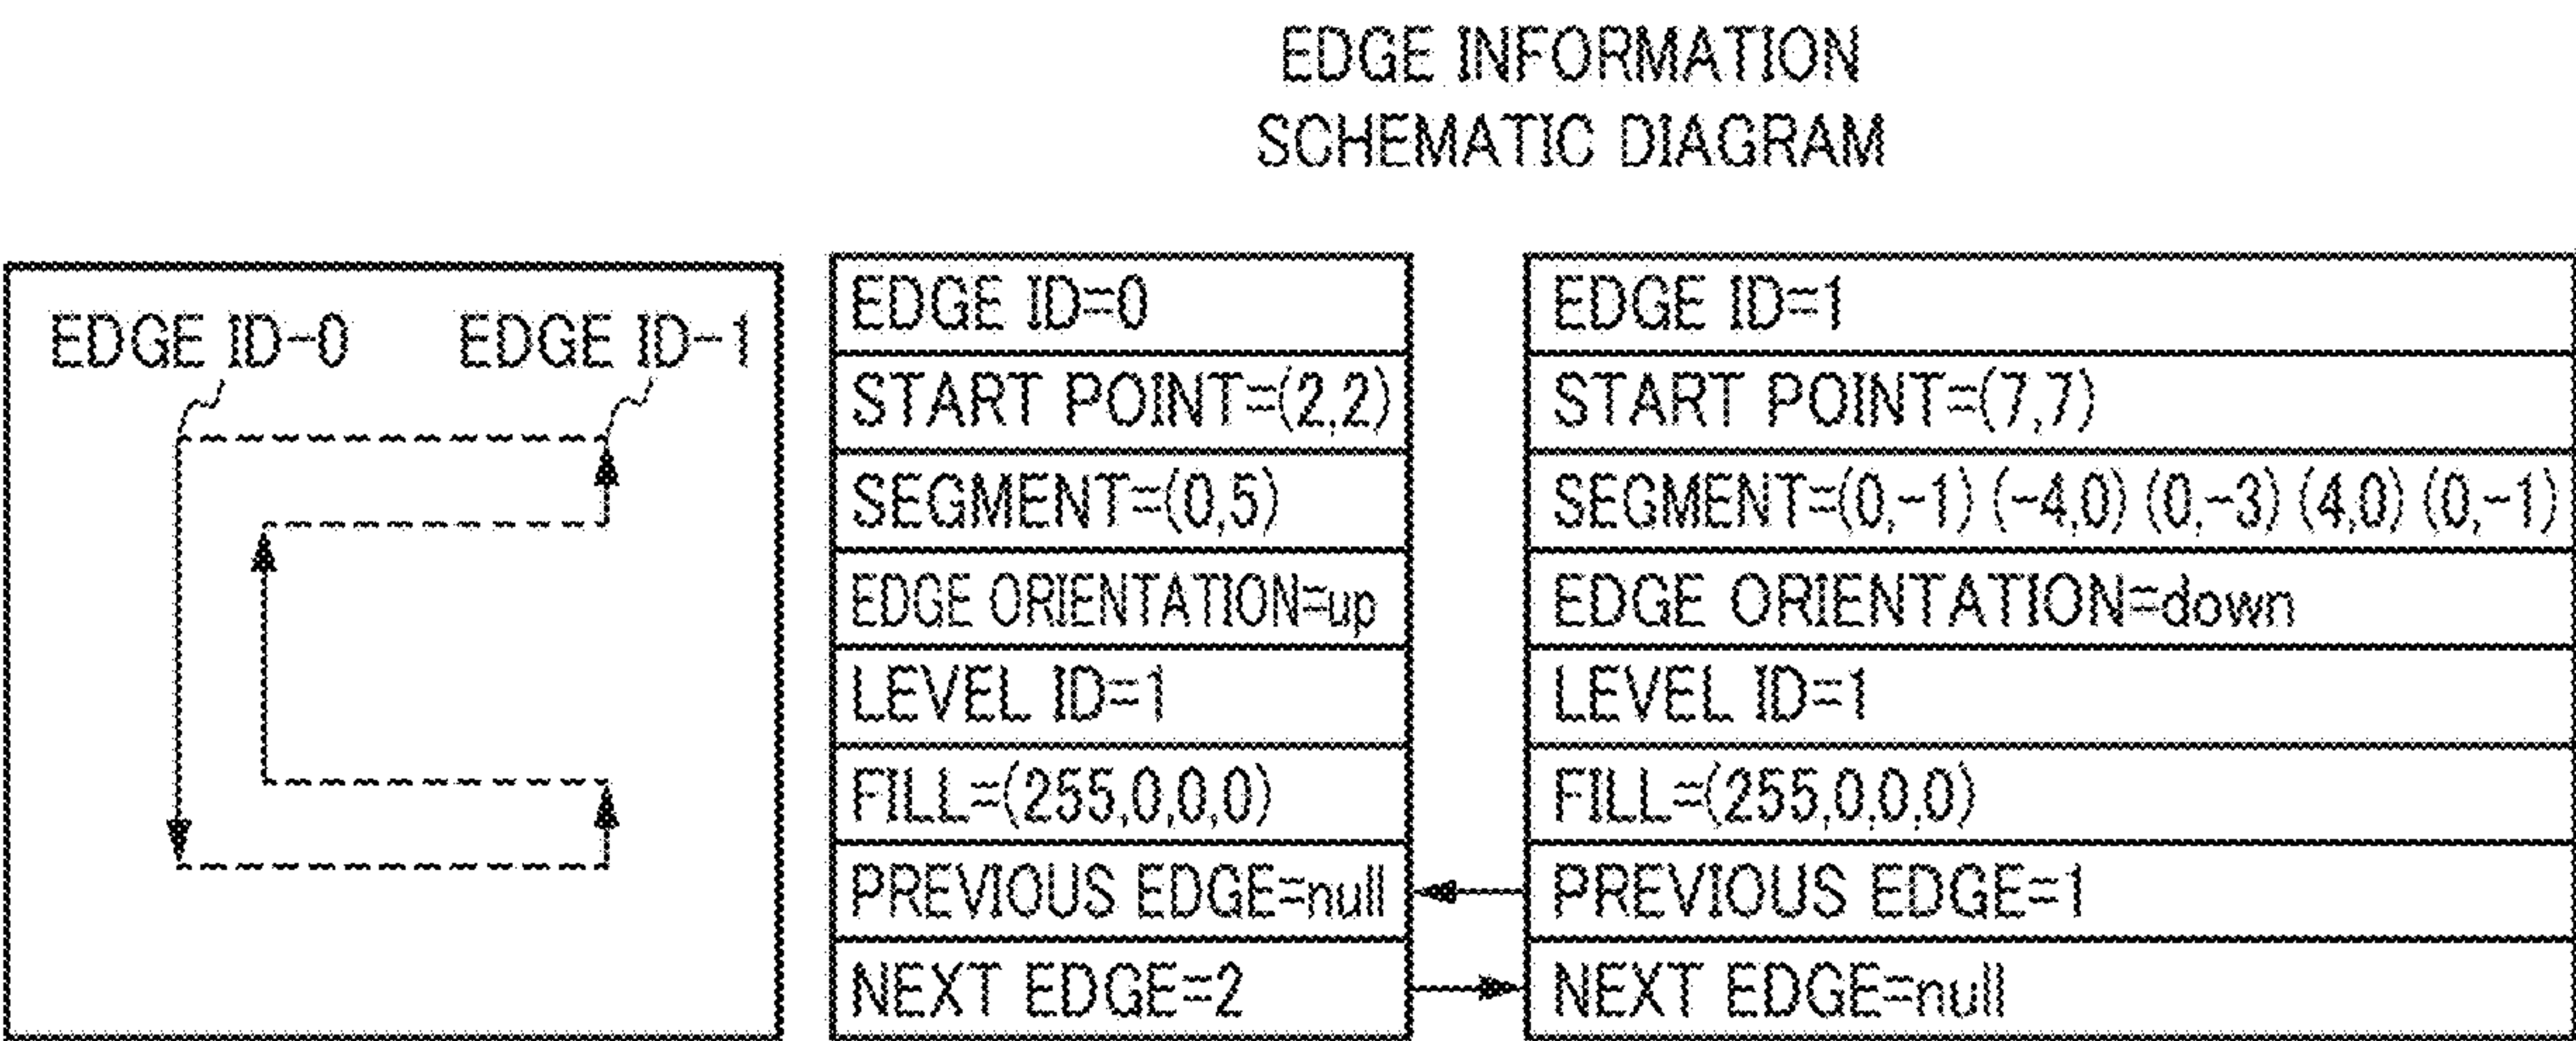 EDGE INFORMATION
SCHEMATIC DIAGRAM
EDGE ID-0
EDGE ID-1
EDGE ID=0
START POINT=(2,2)
SEGMENT=(0,5)
EDGE ORIENTATION=up
LEVEL ID=1
FILL=(255,0,0,0)
PREVIOUS EDGE=null
NEXT EDGE=2
EDGE ID=1
START POINT=(7,7)
SEGMENT=(0,-1) (-4,0) (0,-3) (4,0) (0,-1)
EDGE ORIENTATION=down
LEVEL ID=1
FILL=(255,0,0,0)
PREVIOUS EDGE=1
NEXT EDGE=null